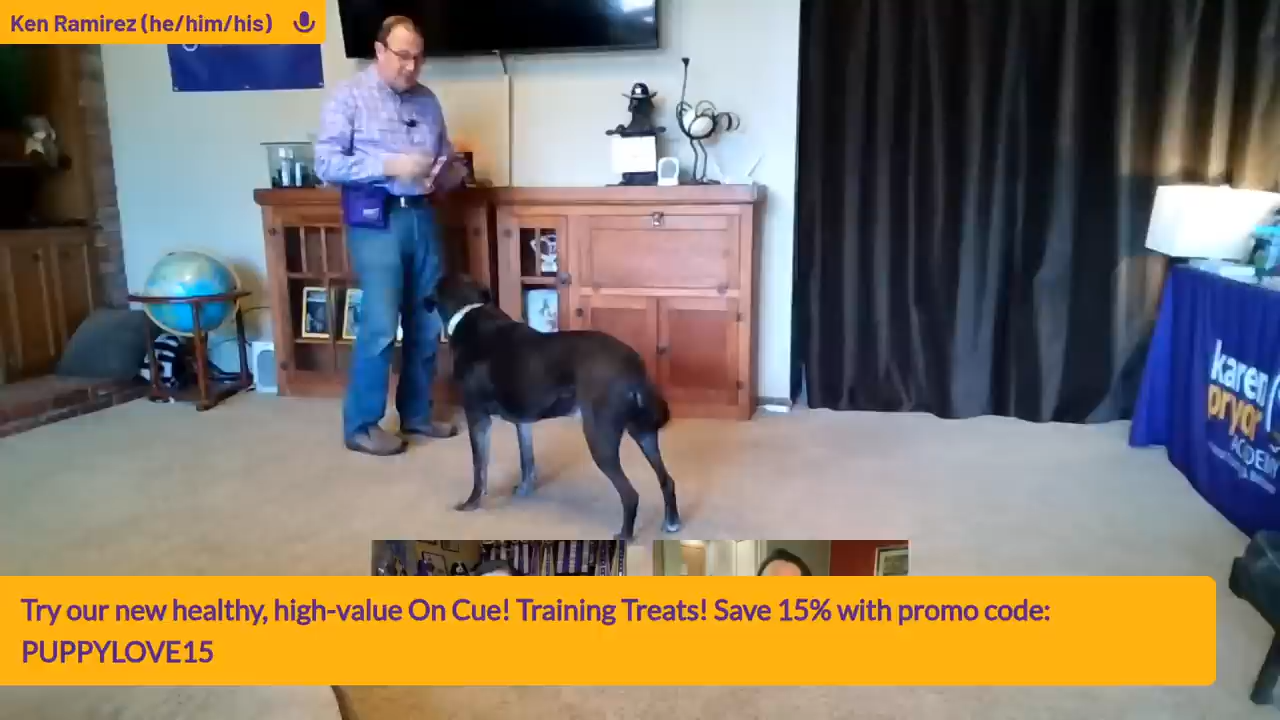 Ken Ramirez (he/him/his)
karen
pryor
ACADEMY
Try our new healthy, high-value On Cue! Training Treats! Save 15% with promo code:
PUPPYLOVE15